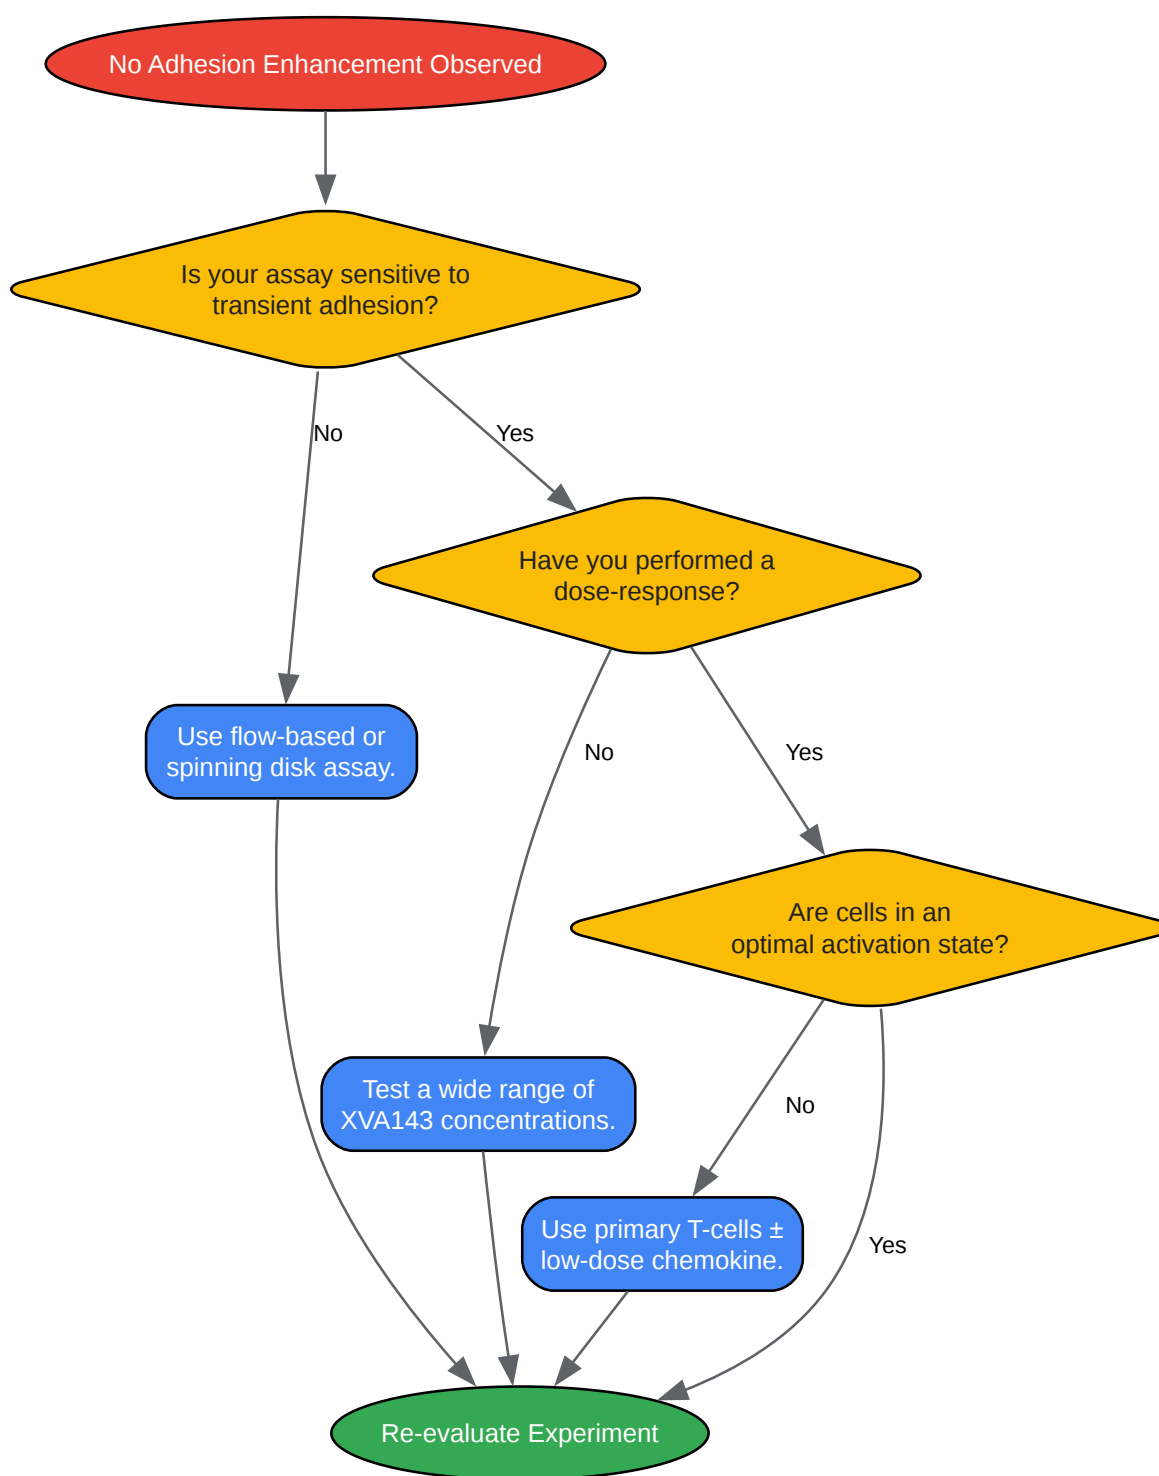 No Adhesion Enhancement Observed
Is your assay sensitive to
transient adhesion?
No
Yes
Have you performed a
dose-response?
Use flow-based or
spinning disk assay.
No
Yes
Are cells in an
optimal activation state?
Test a wide range of
XVA143 concentrations.
No
Use primary T-cells ±
low-dose chemokine.
Yes
Re-evaluate Experiment